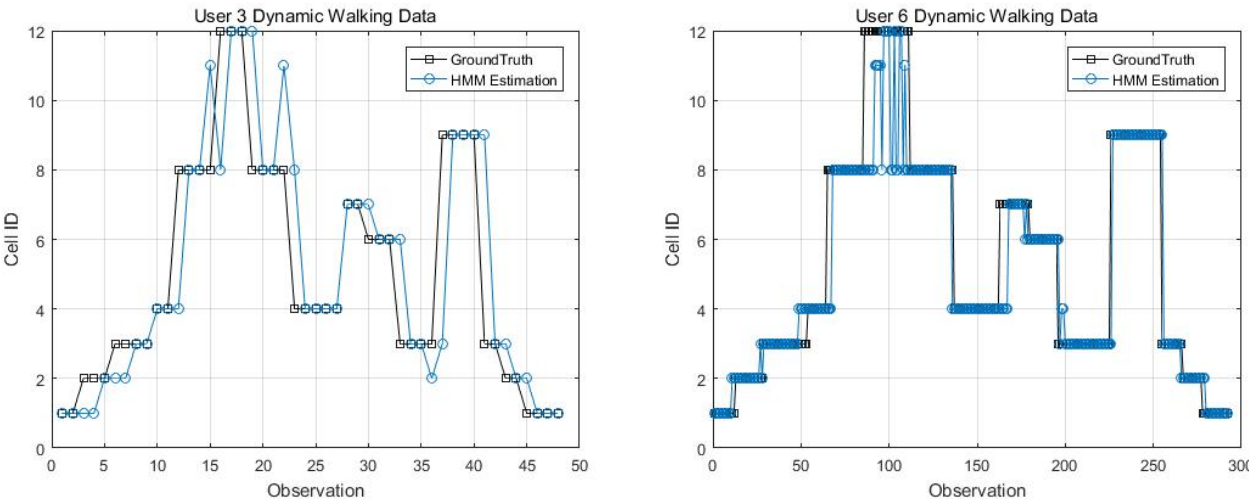 User 3 Dynamic Walking Data
12
10
8
6
4
2
0
Cell ID
GroundTruth
HMM Estimation
0 5 10 15 20 25 30 35 40 45 50
Observation
User 6 Dynamic Walking Data
12
10
8
6
4
2
0
Cell ID
GroundTruth
HMM Estimation
0 50 100 150 200 250 300
Observation